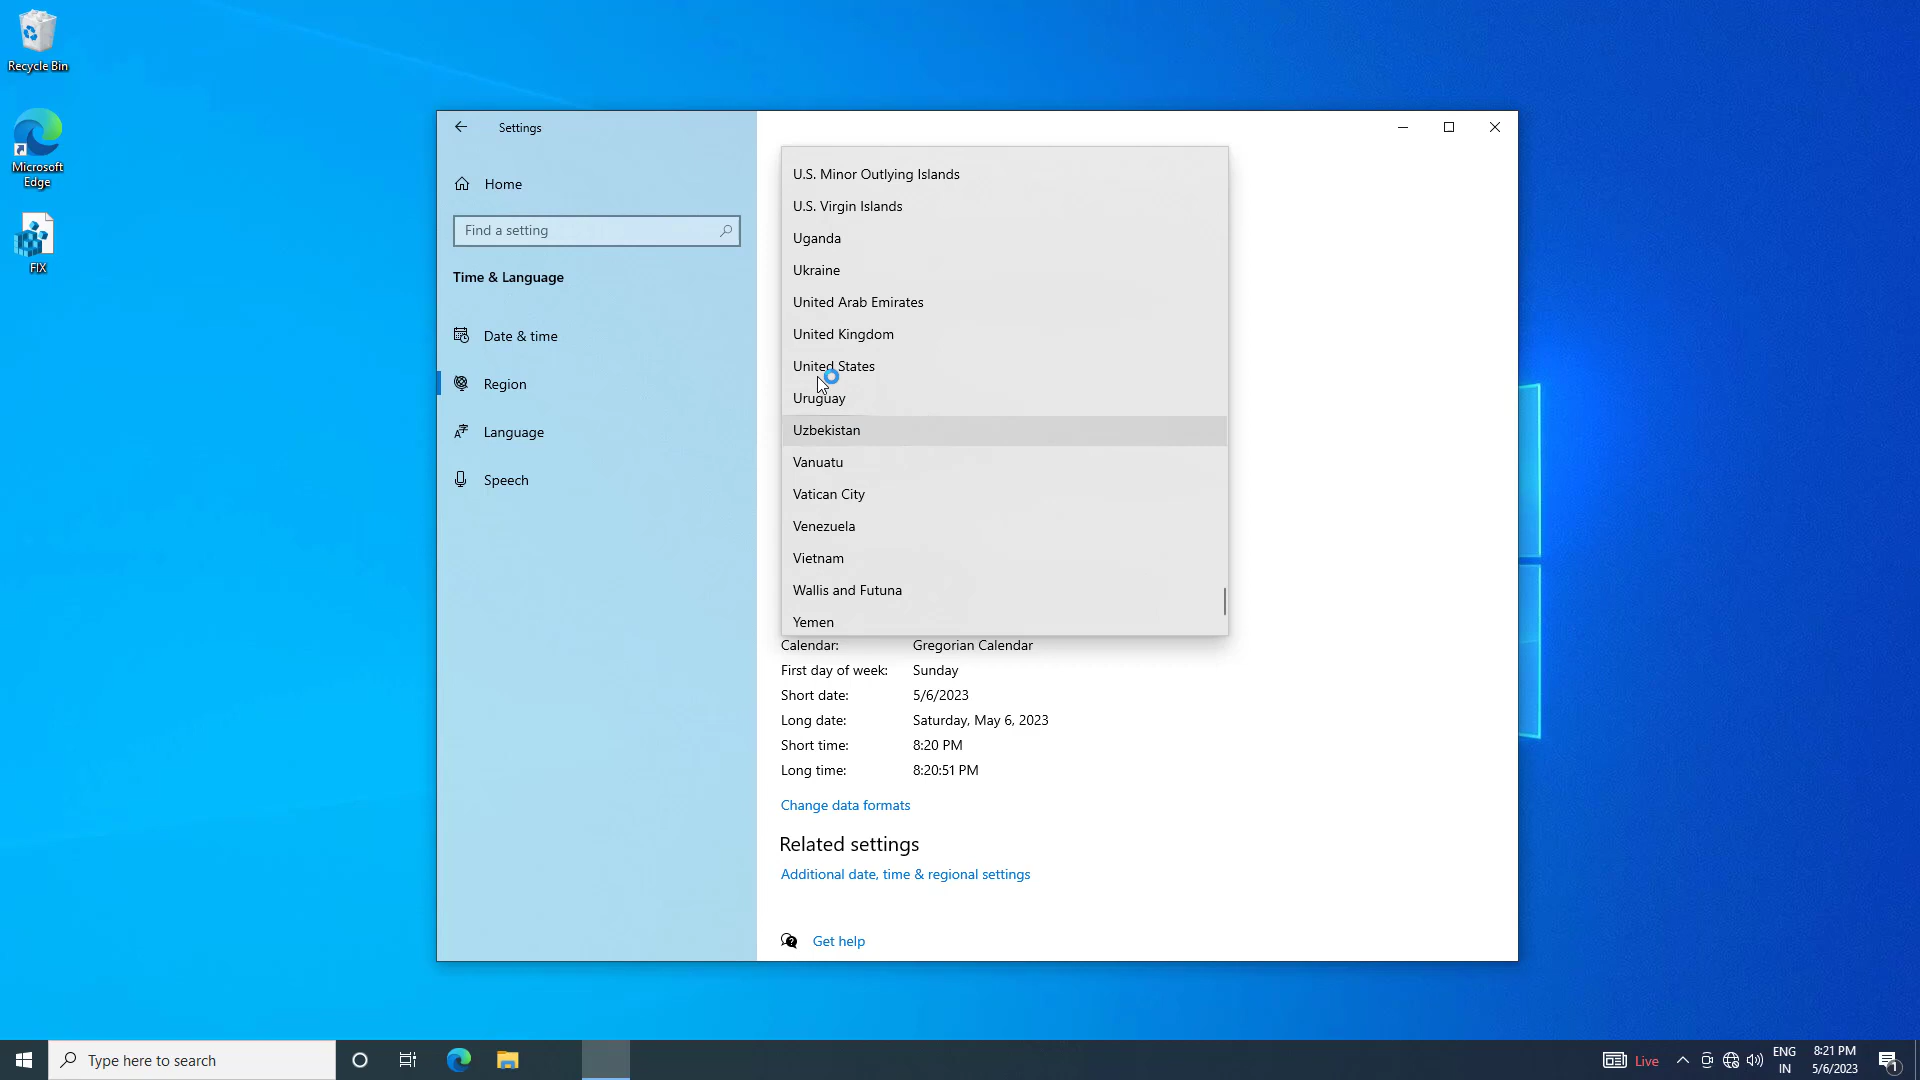 Recycle Bin
Microsoft
Edge
FIX
Settings
Home
Find a setting
Time & Language
Date & time
Region
Language
Speech
U.S. Minor Outlying Islands
U.S. Virgin Islands
Uganda
Ukraine
United Arab Emirates
United Kingdom
United States
Uruguay
Uzbekistan
Vanuatu
Vatican City
Venezuela
Vietnam
Wallis and Futuna
Yemen
Calendar: Gregorian Calendar
First day of week: Sunday
Short date: 5/6/2023
Long date: Saturday, May 6, 2023
Short time: 8:20 PM
Long time: 8:20:51 PM
Change data formats
Related settings
Additional date, time & regional settings
Get help
Type here to search
Live
ENG
IN
8:21 PM
5/6/2023
1